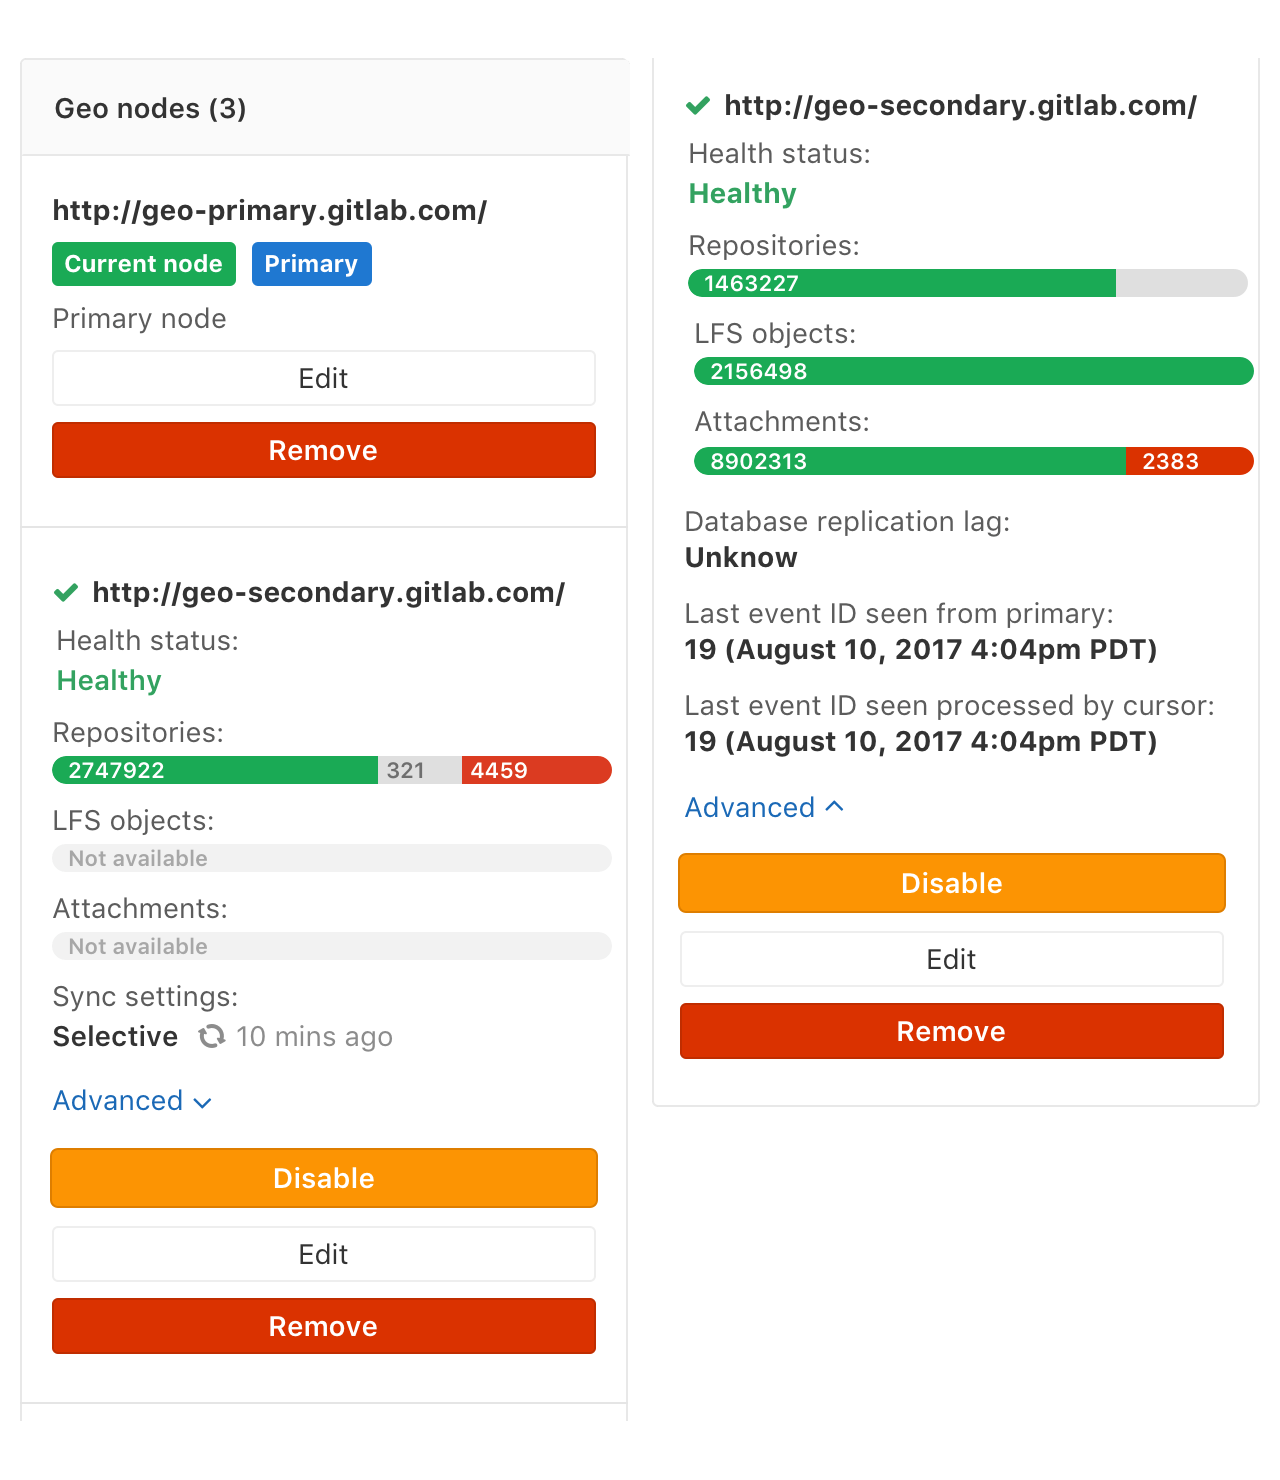 Geo nodes (3)
http://geo-primary.gitlab.com/
Current node Primary
Primary node
Edit
Remove
http://geo-secondary.gitlab.com/
Health status:
Healthy
Repositories:
2747922 321 4459
LFS objects:
Not available
Attachments:
Not available
Sync settings:
Selective 10 mins ago
Advanced
Disable
Edit
Remove
http://geo-secondary.gitlab.com/
Health status:
Healthy
Repositories:
1463227
LFS objects:
2156498
Attachments:
8902313 2383
Database replication lag:
Unknow
Last event ID seen from primary:
19 (August 10, 2017 4:04pm PDT)
Last event ID seen processed by cursor:
19 (August 10, 2017 4:04pm PDT)
Advanced
Disable
Edit
Remove